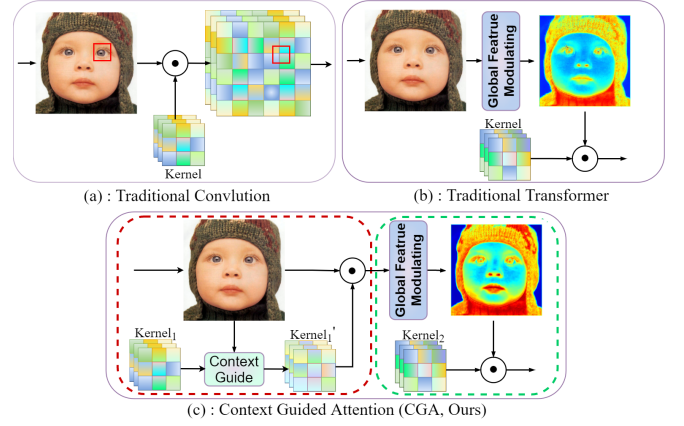 Kernel
(a) : Traditional Convlution
Global Featrue
Modulating
Kernel
(b) : Traditional Transformer
Kernel1
Context
Guide
Kernel1'
Global Featrue
Modulating
Kernel2
(c) : Context Guided Attention (CGA, Ours)